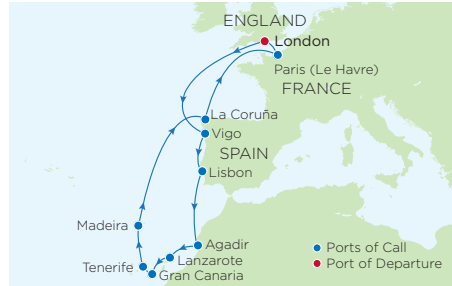 ENGLAND
London
Paris (Le Havre)
FRANCE
La Coruña
Vigo
SPAIN
Lisbon
Madeira
Agadir
Lanzarote
Tenerife
Gran Canaria
Ports of Call
Port of Departure